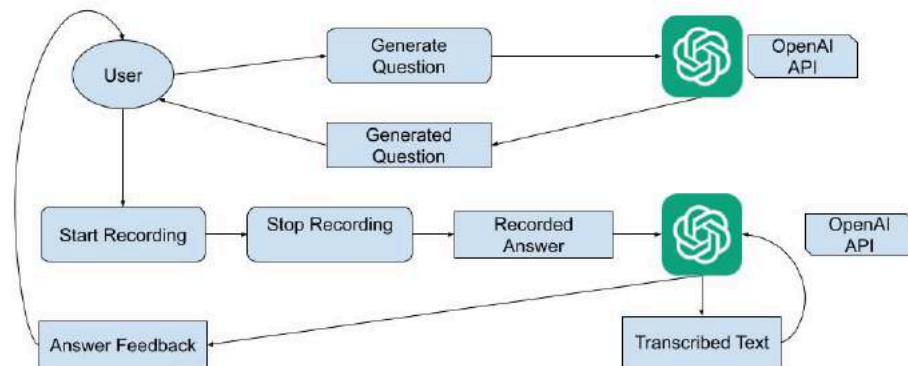 User
Generate
Question
OpenAI
API
Generated
Question
Start Recording
Stop Recording
Recorded
Answer
OpenAI
API
Answer Feedback
Transcribed Text